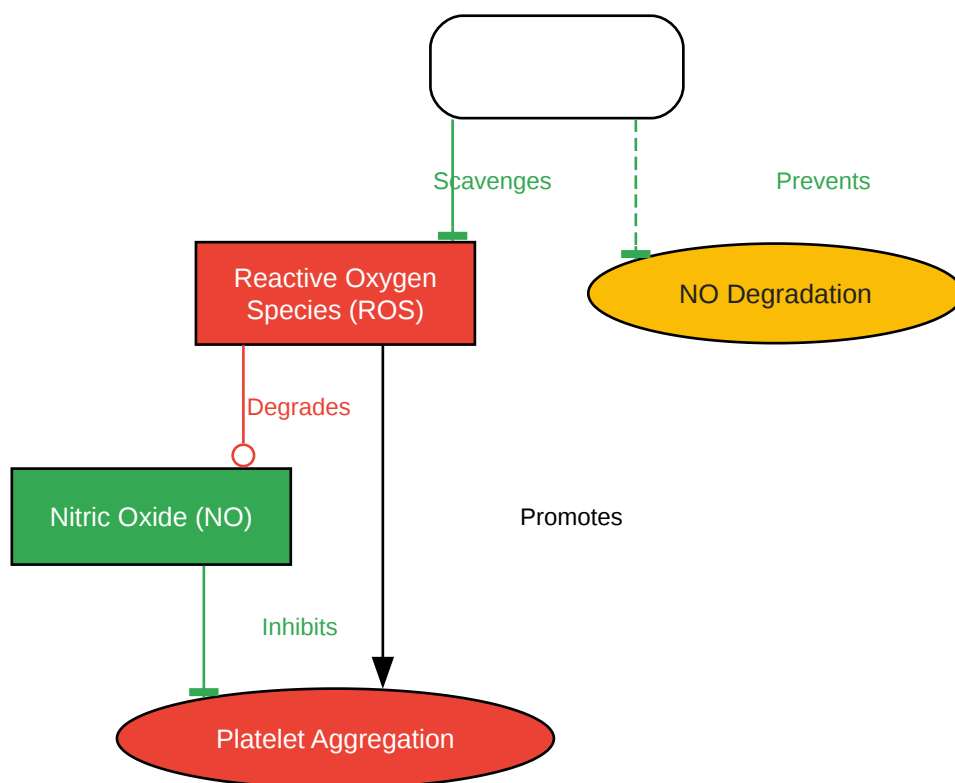 Scavenges
Prevents
Reactive Oxygen
Species (ROS)
NO Degradation
Degrades
Nitric Oxide (NO)
Promotes
Inhibits
Platelet Aggregation